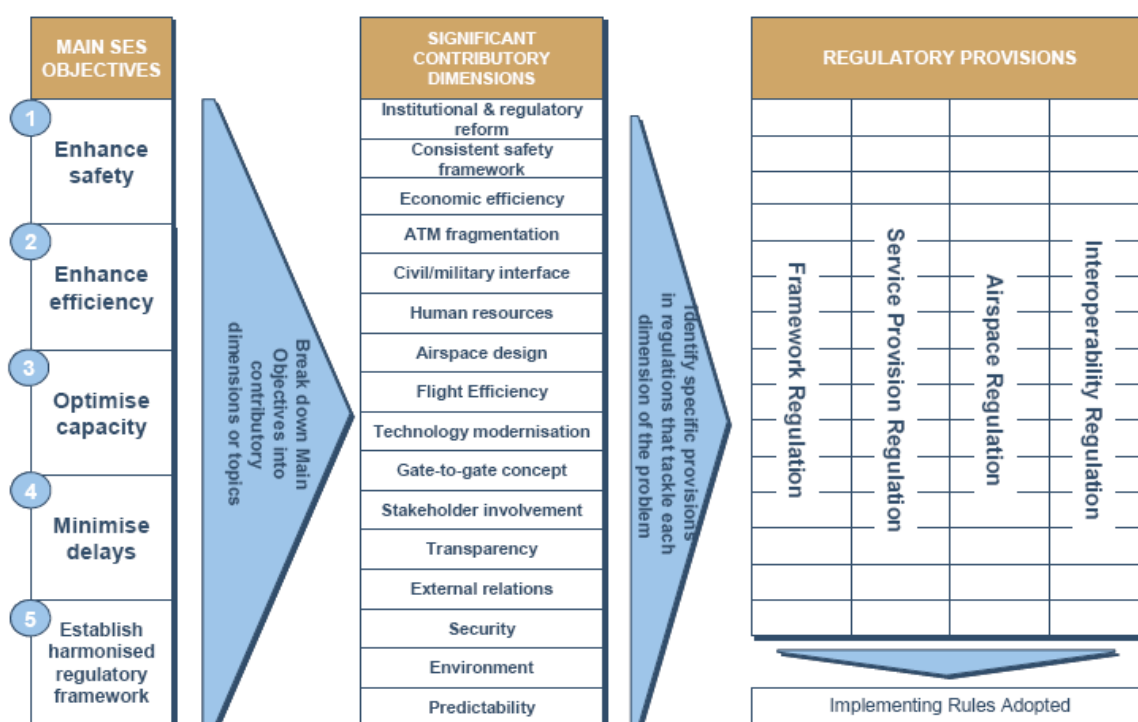 MAIN SES
OBJECTIVES
1
Enhance
safety
2
Enhance
efficiency
3
Optimise
capacity
4
Minimise
delays
5
Establish
harmonised
regulatory
framework
Break down Main
Objectives into
contributory
dimensions or topics
SIGNIFICANT
CONTRIBUTORY
DIMENSIONS
Institutional & regulatory
reform
Consistent safety
framework
Economic efficiency
ATM fragmentation
Civil/military interface
Human resources
Airspace design
Flight Efficiency
Technology modernisation
Gate-to-gate concept
Stakeholder involvement
Transparency
External relations
Security
Environment
Predictability
Identify specific provisions
in regulations that tackle each
dimension of the problem
REGULATORY PROVISIONS
Framework Regulation
Service Provision Regulation
Airspace Regulation
Interoperability Regulation
Implementing Rules Adopted